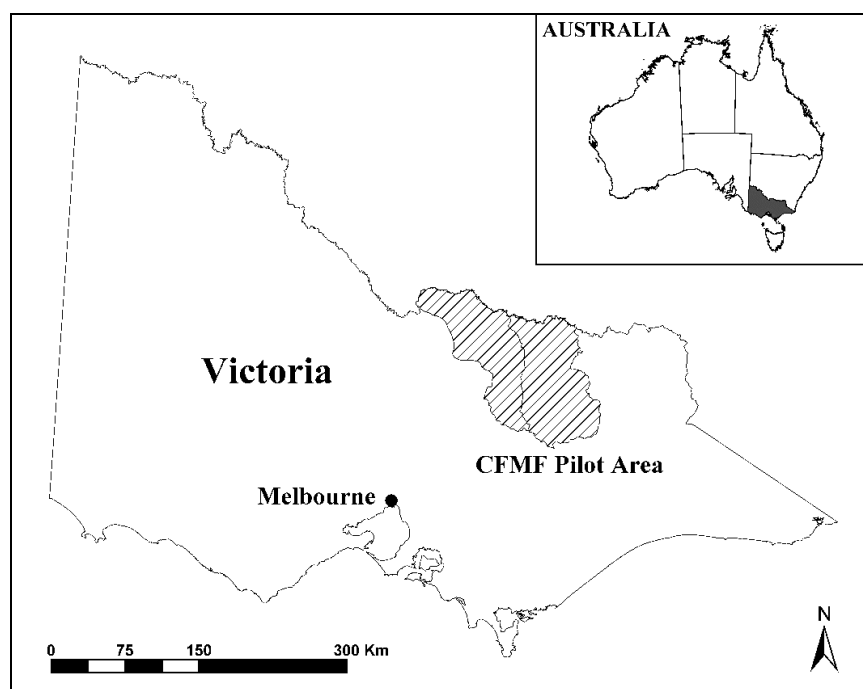 AUSTRALIA
Victoria
CFMF Pilot Area
Melbourne
N
0 75 150 300 Km